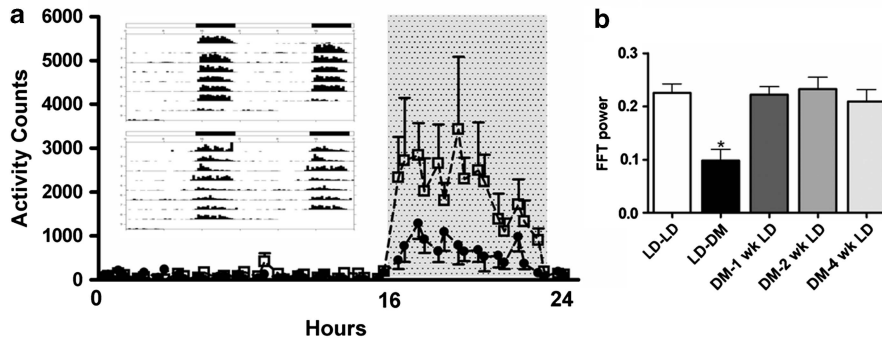 a
6000
5000
4000
3000
2000
1000
0
Activity Counts
0
16
24
Hours
b
0.3
0.2
0.1
0.0
FFT power
*
LD-LD
LD-DM
DM-1 wk LD
DM-2 wk LD
DM-4 wk LD